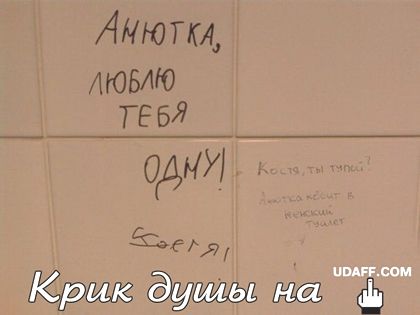 АНЮТКА,
ЛЮБЛЮ
ТЕБЯ
ОДНУ!
Костя,
Костя, ты тупой?
Анютка ходит в
женский
туалет
!
UDAFF.COM
Крик души на